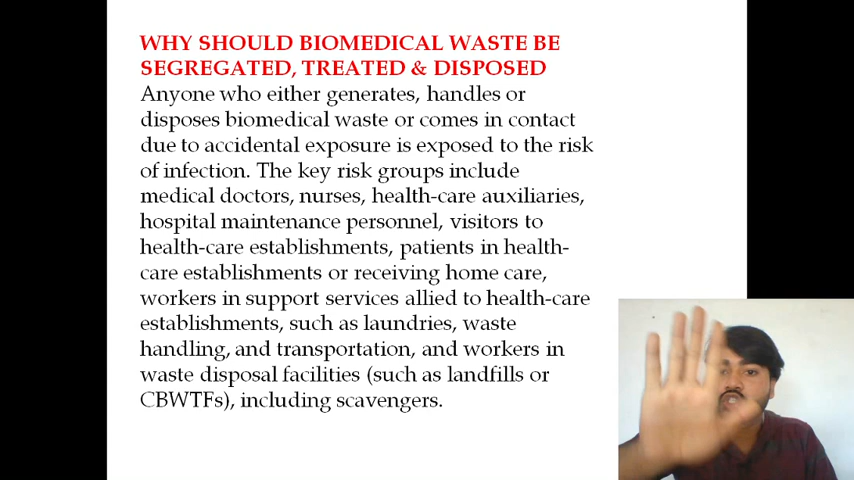 WHY SHOULD BIOMEDICAL WASTE BE
SEGREGATED, TREATED & DISPOSED
Anyone who either generates, handles or
disposes biomedical waste or comes in contact
due to accidental exposure is exposed to the risk
of infection. The key risk groups include
medical doctors, nurses, health-care auxiliaries,
hospital maintenance personnel, visitors to
health-care establishments, patients in health-
care establishments or receiving home care,
workers in support services allied to health-care
establishments, such as laundries, waste
handling, and transportation, and workers in
waste disposal facilities (such as landfills or
CBWTFs), including scavengers.